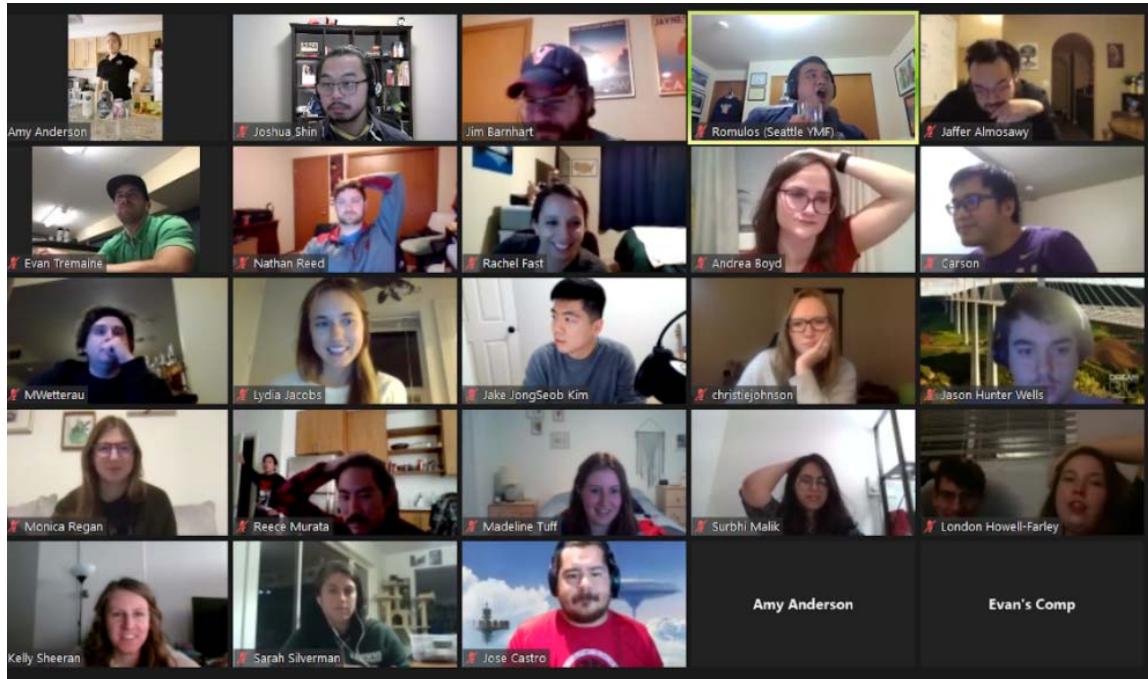 Amy Anderson
Joshua Shin
Jim Barnhart
Romulos (Seattle YMF)
Jaffer Almosawy
Evan Tremaine
Nathan Reed
Rachel Fast
Andrea Boyd
Carson
MWetterau
Lydia Jacobs
Jake JongSeob Kim
christiejohnson
Jason Hunter Wells
Monica Regan
Reece Murata
Madeline Tuff
Surbhi Malik
London Howell-Farley
Kelly Sheeran
Sarah Silverman
Jose Castro
Amy Anderson
Evan's Comp